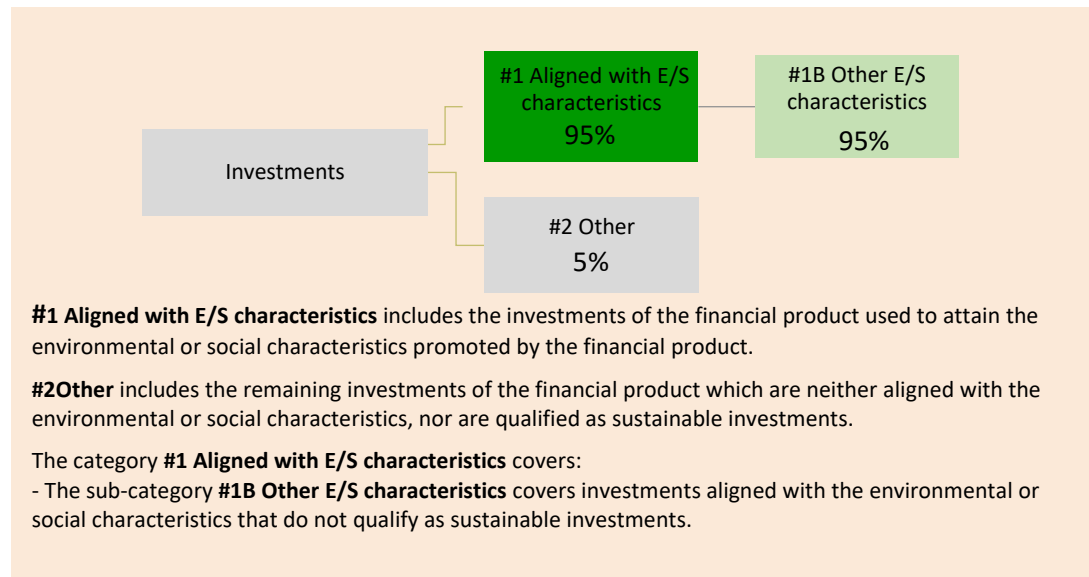 #1 Aligned with E/S
characteristics
95%
#1B Other E/S
characteristics
95%
Investments
#2 Other
5%
#1 Aligned with E/S characteristics includes the investments of the financial product used to attain the
environmental or social characteristics promoted by the financial product.
#2Other includes the remaining investments of the financial product which are neither aligned with the
environmental or social characteristics, nor are qualified as sustainable investments.
The category #1 Aligned with E/S characteristics covers:
- The sub-category #1B Other E/S characteristics covers investments aligned with the environmental or
social characteristics that do not qualify as sustainable investments.